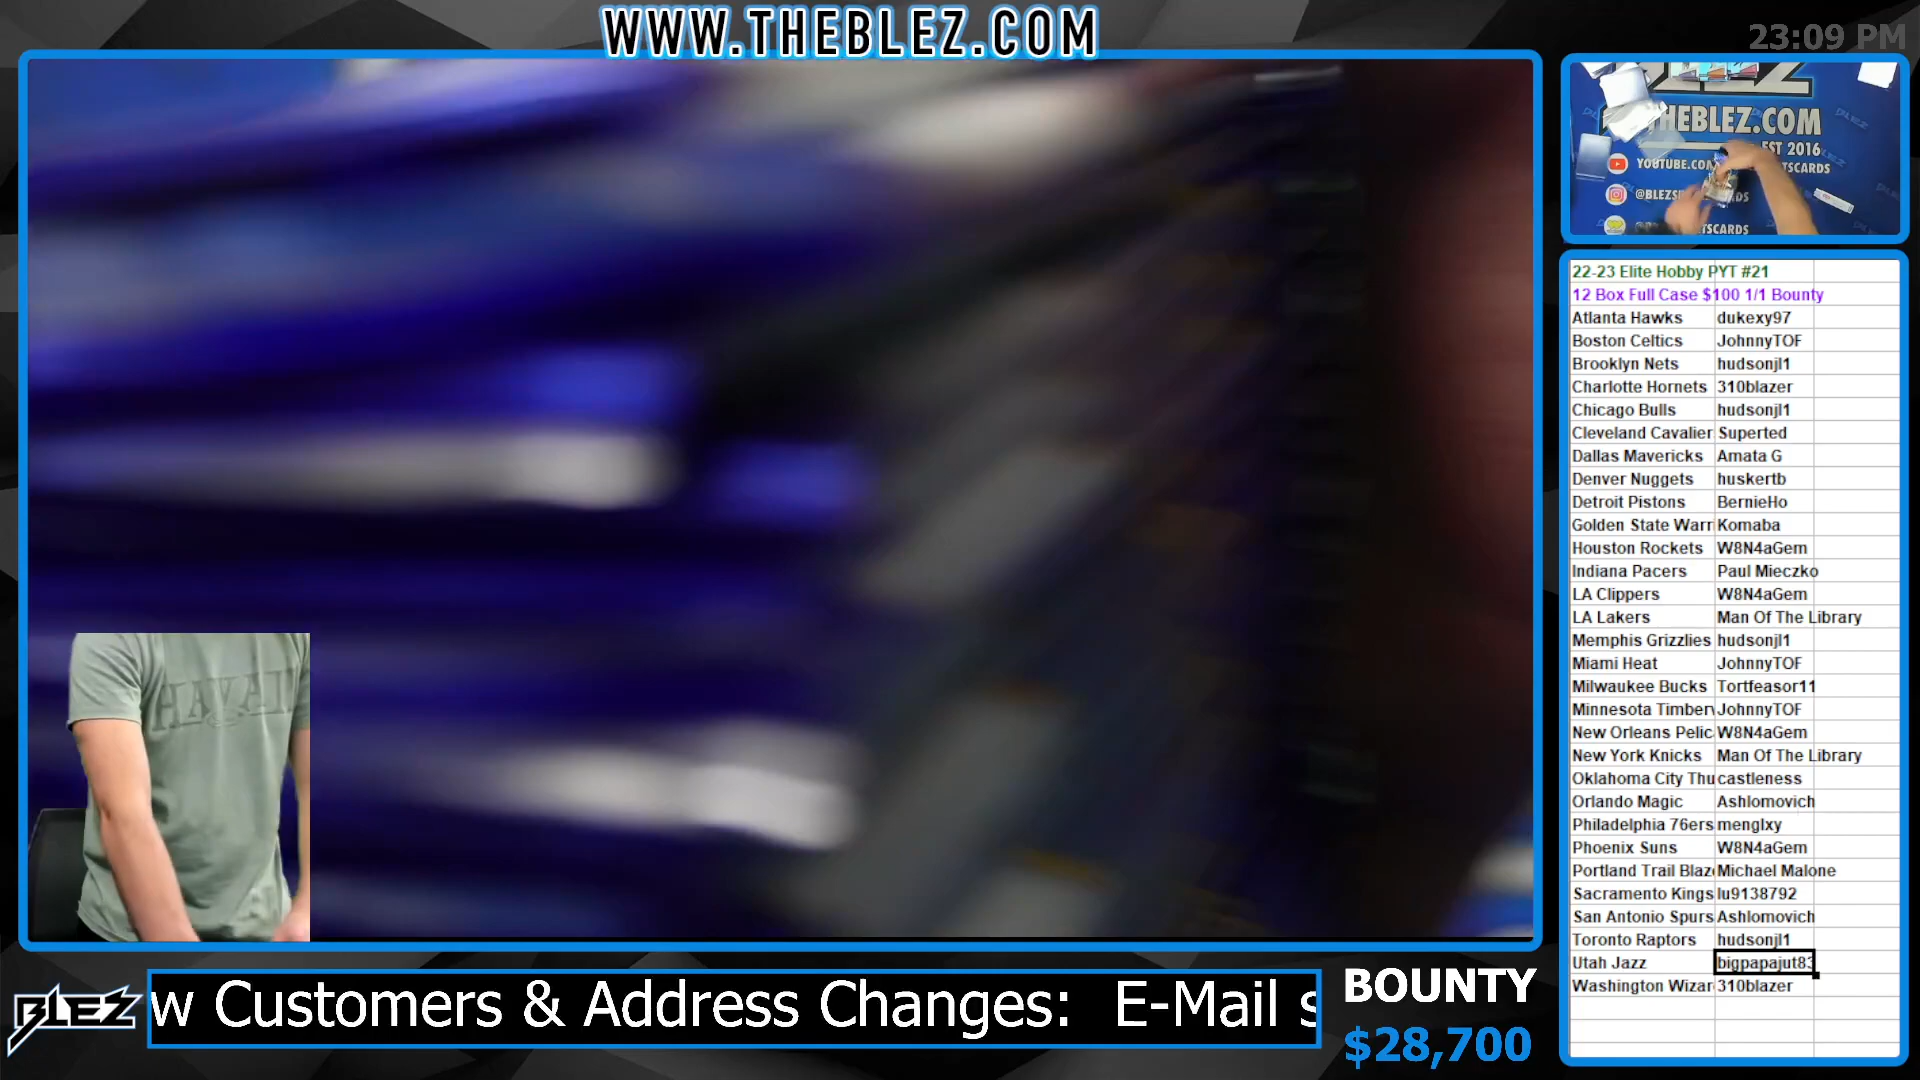 WWW.THEBLEZ.COM
23:09 PM
THEBLEZ.COM
EST 2016
22-23 Elite Hobby PYT #21
12 Box Full Case $100 1/1 Bounty
Atlanta Hawks dukexy97
Boston Celtics JohnnyTOF
Brooklyn Nets hudsonjl1
Charlotte Hornets 310blazer
Chicago Bulls hudsonjl1
Cleveland Cavalier Superted
Dallas Mavericks Amata G
Denver Nuggets huskertb
Detroit Pistons BernieHo
Golden State Warr Komaba
Houston Rockets W8N4aGem
Indiana Pacers Paul Mieczko
LA Clippers W8N4aGem
LA Lakers Man Of The Library
Memphis Grizzlies hudsonjl1
Miami Heat JohnnyTOF
Milwaukee Bucks Tortfeasor11
Minnesota Timberv JohnnyTOF
New Orleans Pelic W8N4aGem
New York Knicks Man Of The Library
Oklahoma City Thu castleness
Orlando Magic Ashlomovich
Philadelphia 76ers menglxy
Phoenix Suns W8N4aGem
Portland Trail Blaz Michael Malone
Sacramento Kings lu9138792
San Antonio Spurs Ashlomovich
Toronto Raptors hudsonjl1
Utah Jazz bigpapajut83
Washington Wizar 310blazer
HAWAII
BLEZ
w Customers & Address Changes: E-Mail s
BOUNTY
$28,700